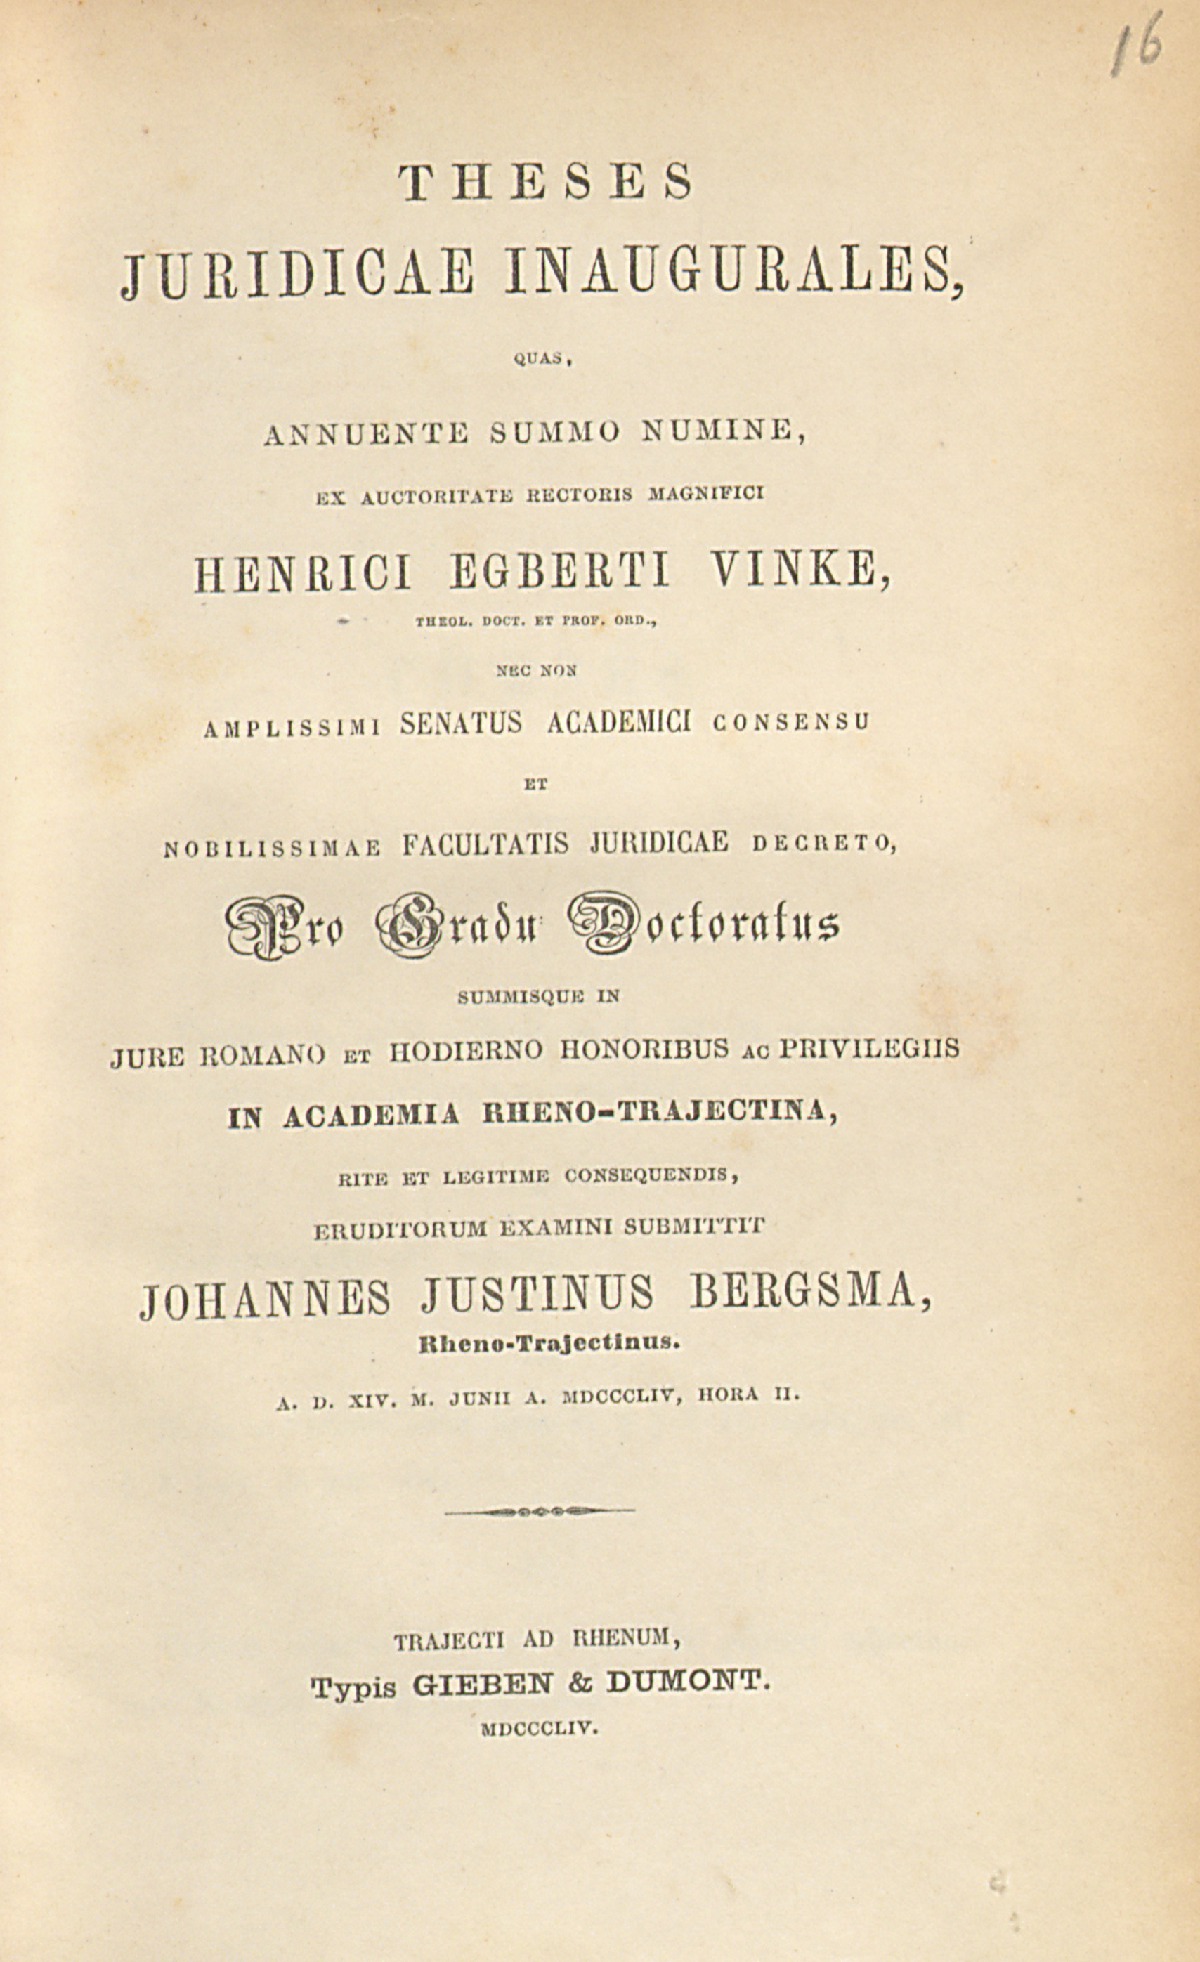 16
THESES
JURIDICAE INAUGURALES,
QUAS,
ANNUENTE SUMMO NUMINE,
EX AUCTORITATE RECTORIS MAGNIFICI
HENRICI EGBERTI VINKE,
THEOL. DOCT. ET PROF. ORD.,
NEC NON
AMPLISSIMI SENATUS ACADEMICI CONSENSU
ET
NOBILISSIMAE FACULTATIS JURIDICAE DECRETO,
Pro Gradu Doctoratus
SUMMISQUE IN
JURE ROMANO ET HODIERNO HONORIBUS AC PRIVILEGIIS
IN ACADEMIA RHENO-TRAJECTINA,
RITE ET LEGITIME CONSEQUENDIS,
ERUDITORUM EXAMINI SUBMITTIT
JOHANNES JUSTINUS BERGSMA,
Rheno-Trajectinus.
A. D. XIV. M. JUNII A. MDCCCLIV, HORA II.
TRAJECTI AD RHENUM,
Typis GIEBEN & DUMONT.
MDCCCLIV.